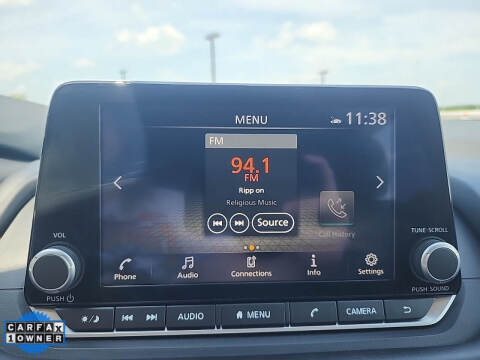 MENU
11:38
FM
94.1
FM
Ripp on
Religious Music
Source
Call History
VOL
TUNE·SCROLL
Phone
Audio
Connections
Info
Settings
PUSH
PUSH SOUND
AUDIO
MENU
CAMERA
CARFAX
1 OWNER